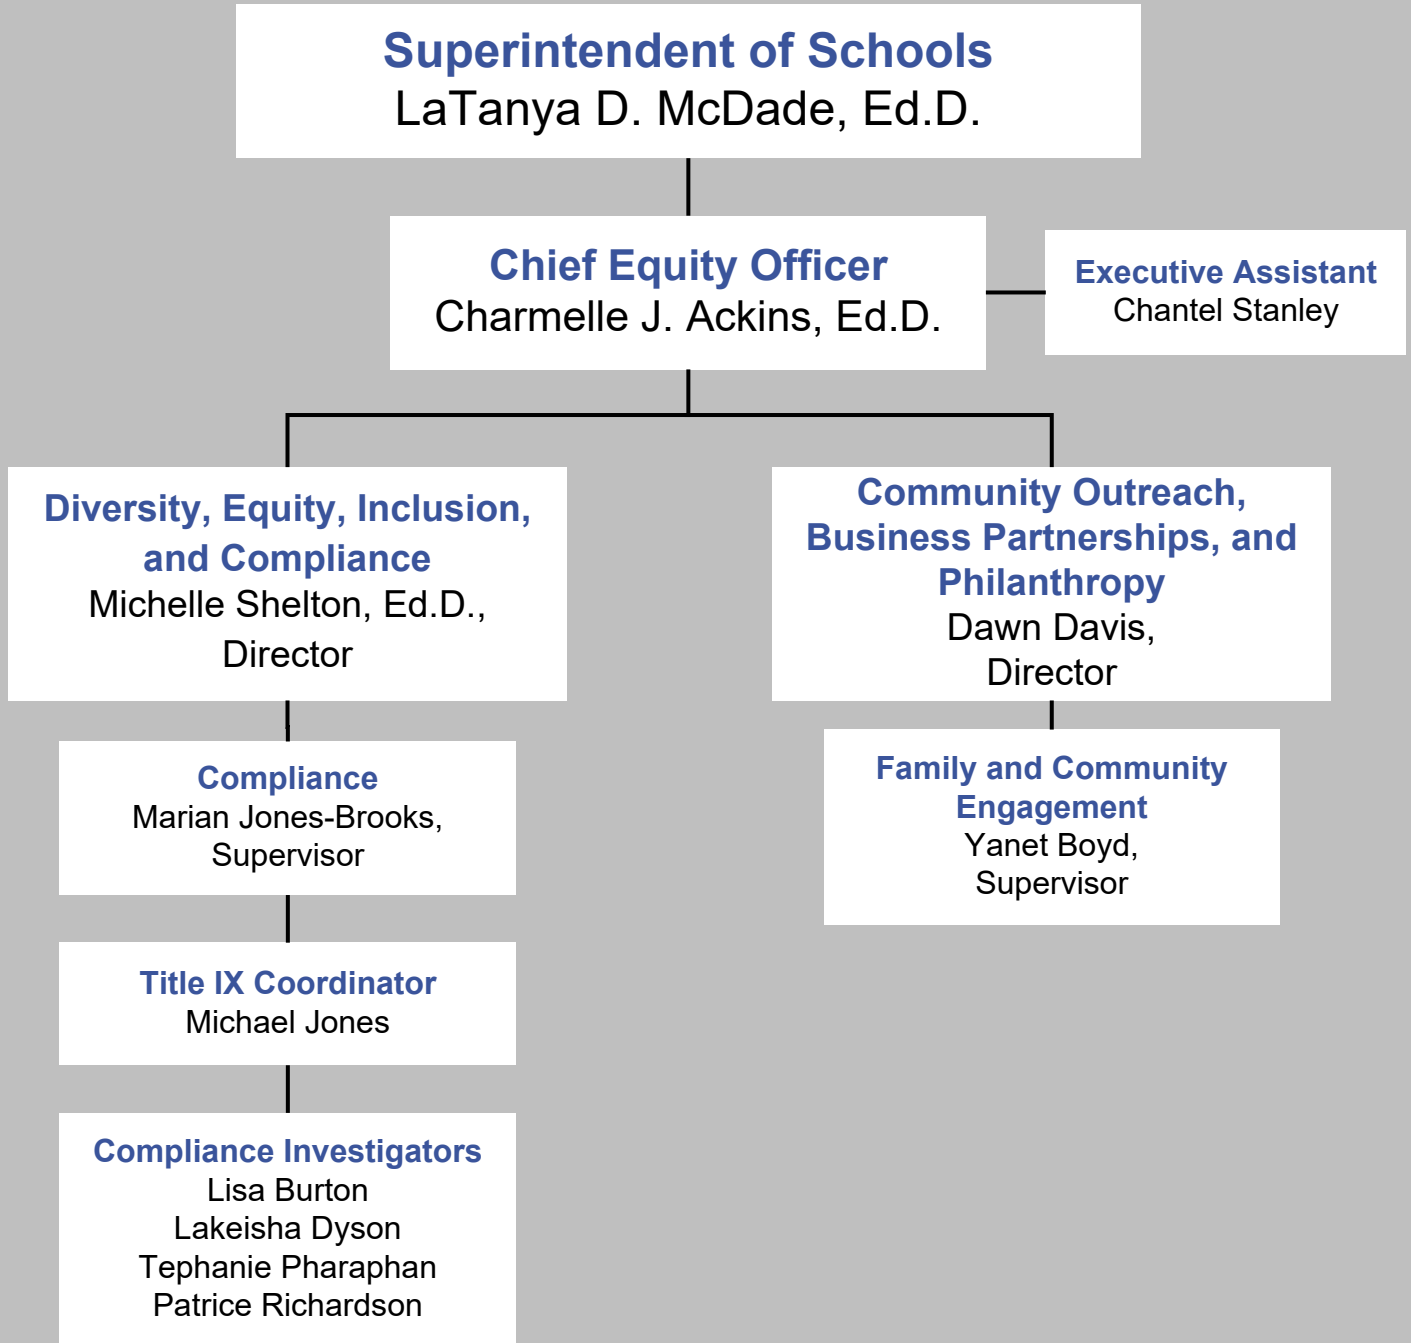 Superintendent of Schools
LaTanya D. McDade, Ed.D.
Chief Equity Officer
Charmelle J. Ackins, Ed.D.
Executive Assistant
Chantel Stanley
Diversity, Equity, Inclusion,
and Compliance
Michelle Shelton, Ed.D.,
Director
Community Outreach,
Business Partnerships, and
Philanthropy
Dawn Davis,
Director
Compliance
Marian Jones-Brooks,
Supervisor
Family and Community
Engagement
Yanet Boyd,
Supervisor
Title IX Coordinator
Michael Jones
Compliance Investigators
Lisa Burton
Lakeisha Dyson
Tephanie Pharaphan
Patrice Richardson